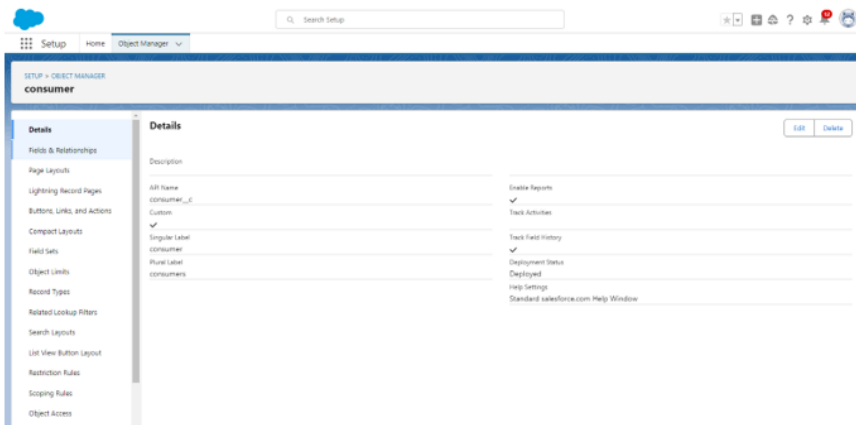 Search Setup
Setup
Home
Object Manager
SETUP > OBJECT MANAGER
consumer
Details
Fields & Relationships
Page Layouts
Lightning Record Pages
Buttons, Links, and Actions
Compact Layouts
Field Sets
Object Limits
Record Types
Related Lookup Filters
Search Layouts
List View Button Layout
Restriction Rules
Scoping Rules
Object Access
Details
Edit
Delete
Description
API Name
consumer__c
Custom
Singular Label
consumer
Plural Label
consumers
Enable Reports
Track Activities
Track Field History
Deployment Status
Deployed
Help Settings
Standard salesforce.com Help Window